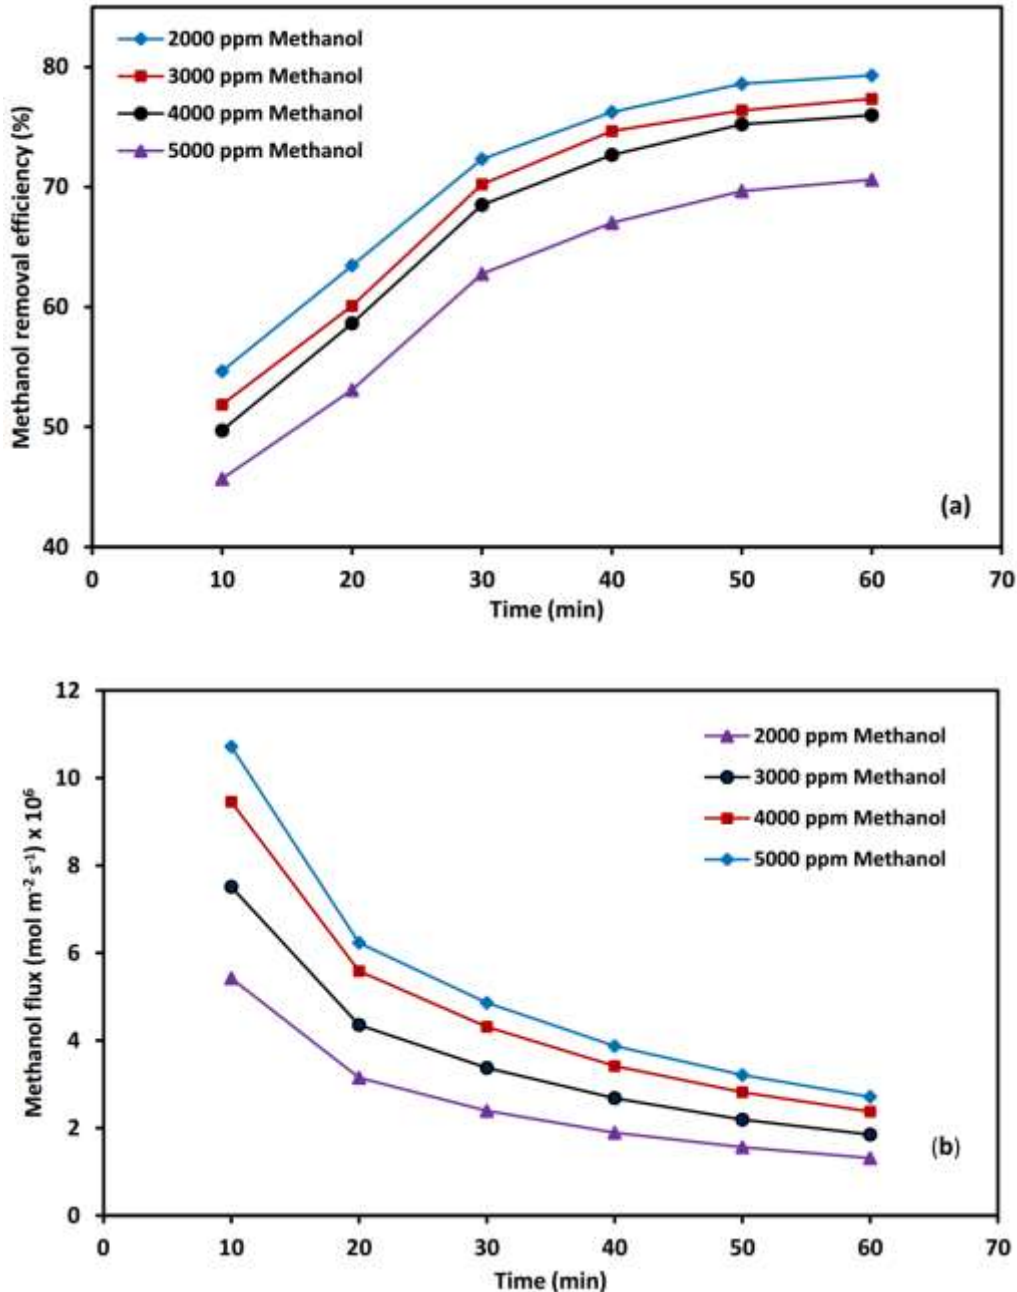 2000 ppm Methanol
3000 ppm Methanol
4000 ppm Methanol
5000 ppm Methanol
Methanol removal efficiency (%)
80
70
60
50
40
(a)
0 10 20 30 40 50 60 70
Time (min)
2000 ppm Methanol
3000 ppm Methanol
4000 ppm Methanol
5000 ppm Methanol
Methanol flux (mol m⁻² s⁻¹) x 10⁶
12
10
8
6
4
2
0
(b)
0 10 20 30 40 50 60 70
Time (min)